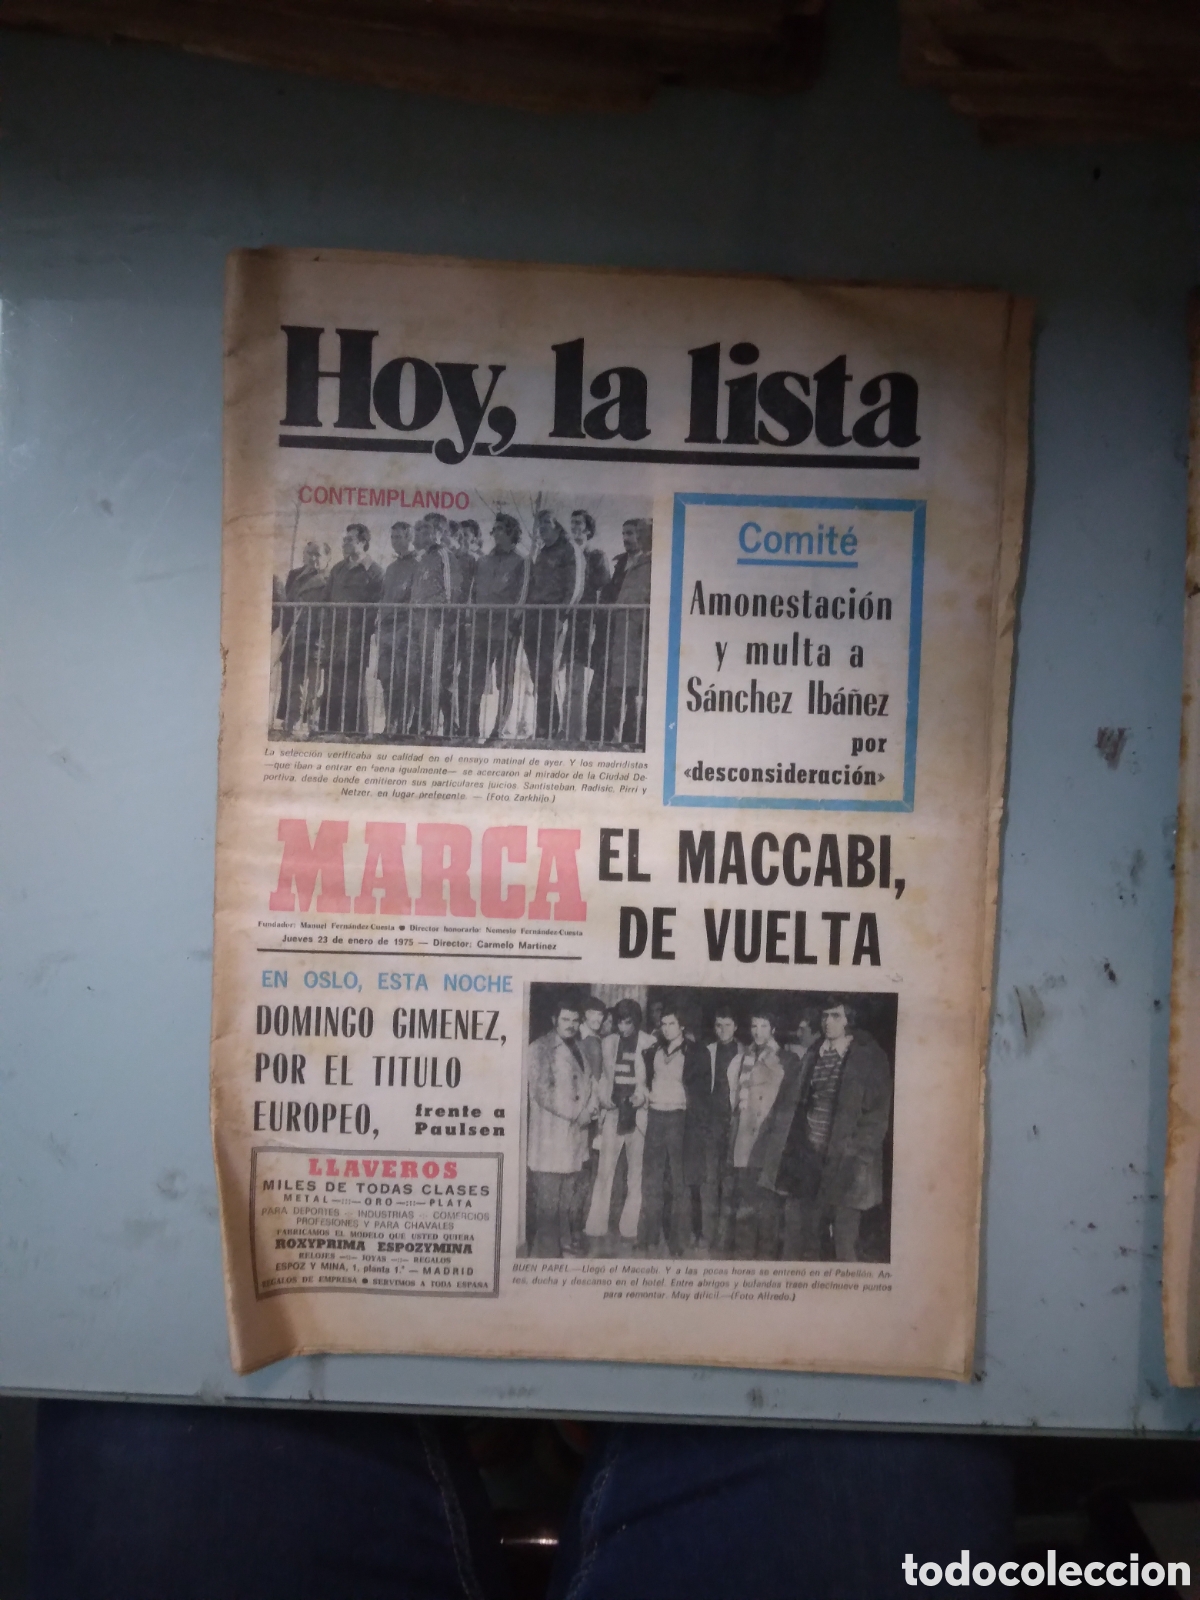 Hoy, la lista
CONTEMPLANDO
La selección verificaba su calidad en el ensayo matinal de ayer. Y los madridistas
—que iban a entrar en faena igualmente— se acercaron al mirador de la Ciudad De-
portiva, desde donde emitieron sus particulares juicios. Santisteban, Radisic, Pirri y
Netzer, en lugar preferente. — (Foto Zarkhijo.)
Comité
Amonestación
y multa a
Sánchez Ibáñez
por
«desconsideración»
MARCA
Fundador: Manuel Fernández-Cuesta ● Director honorario: Nemesio Fernández-Cuesta
Jueves 23 de enero de 1975 — Director: Carmelo Martínez
EL MACCABI,
DE VUELTA
EN OSLO, ESTA NOCHE
DOMINGO GIMENEZ,
POR EL TITULO
EUROPEO, frente a
Paulsen
LLAVEROS
MILES DE TODAS CLASES
METAL —:::— ORO —:::— PLATA
PARA DEPORTES - INDUSTRIAS - COMERCIOS
PROFESIONES Y PARA CHAVALES
FABRICAMOS EL MODELO QUE USTED QUIERA
ROXYPRIMA ESPOZYMINA
RELOJES —:— JOYAS —:— REGALOS
ESPOZ Y MINA, 1, planta 1.ª — MADRID
REGALOS DE EMPRESA ● SERVIMOS A TODA ESPAÑA
BUEN PAPEL.—Llegó el Maccabi. Y a las pocas horas se entrenó en el Pabellón. An-
tes, ducha y descanso en el hotel. Entre abrigos y bufandas traen diecinueve puntos
para remontar. Muy difícil.—(Foto Alfredo.)
todocoleccion